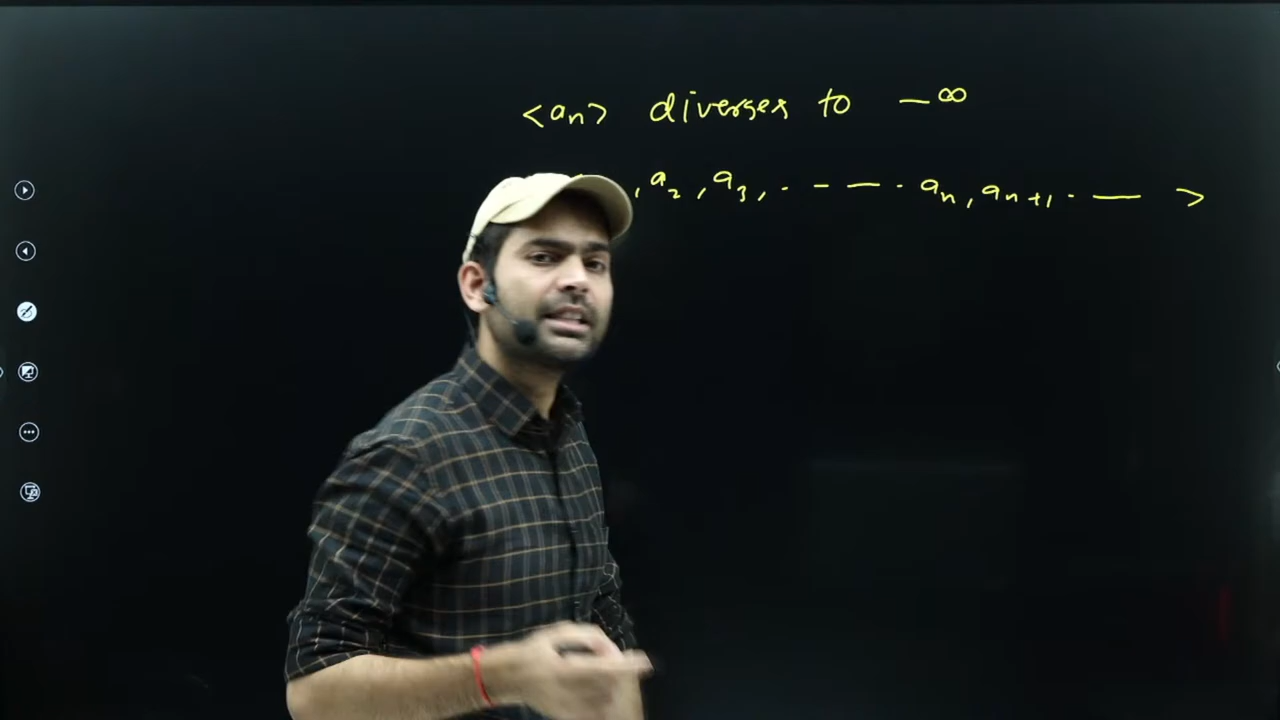 <aₙ> diverges to -∞
, a₂, a₃, . - — . aₙ, aₙ₊₁ . — >